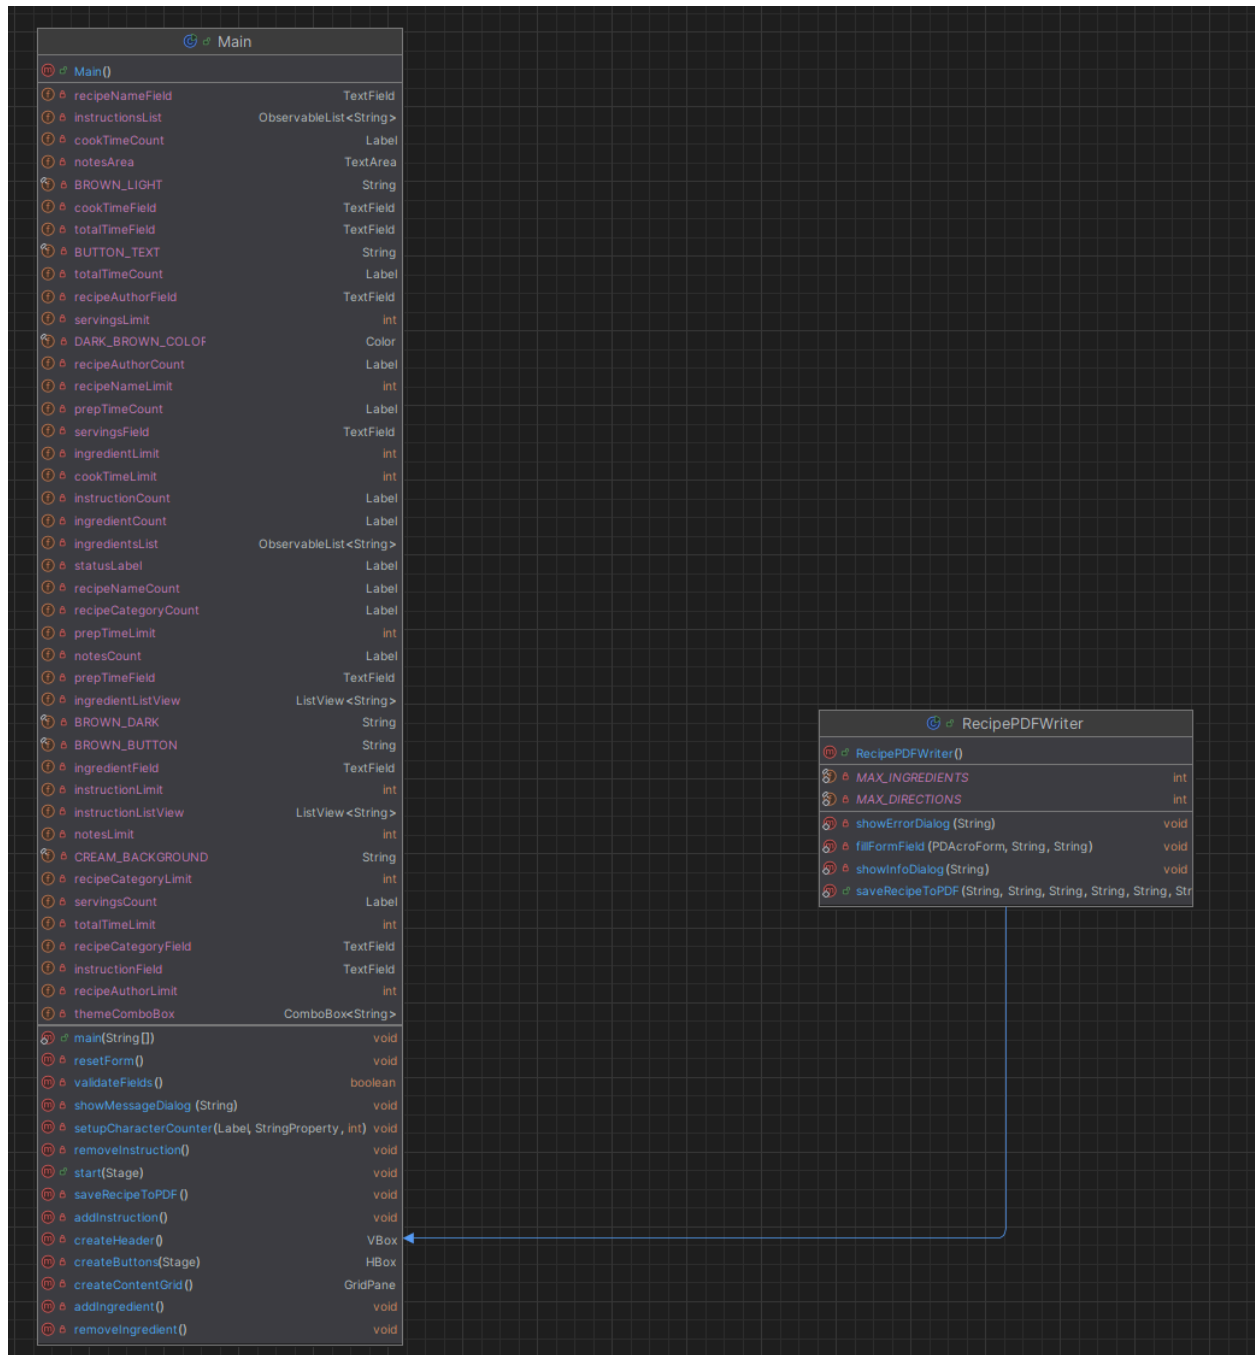 Main
Main()
recipeNameField TextField
instructionsList ObservableList<String>
cookTimeCount Label
notesArea TextArea
BROWN_LIGHT String
cookTimeField TextField
totalTimeField TextField
BUTTON_TEXT String
totalTimeCount Label
recipeAuthorField TextField
servingsLimit int
DARK_BROWN_COLOR Color
recipeAuthorCount Label
recipeNameLimit int
prepTimeCount Label
servingsField TextField
ingredientLimit int
cookTimeLimit int
instructionCount Label
ingredientCount Label
ingredientsList ObservableList<String>
statusLabel Label
recipeNameCount Label
recipeCategoryCount Label
prepTimeLimit int
notesCount Label
prepTimeField TextField
ingredientListView ListView<String>
BROWN_DARK String
BROWN_BUTTON String
ingredientField TextField
instructionLimit int
instructionListView ListView<String>
notesLimit int
CREAM_BACKGROUND String
recipeCategoryLimit int
servingsCount Label
totalTimeLimit int
recipeCategoryField TextField
instructionField TextField
recipeAuthorLimit int
themeComboBox ComboBox<String>
main(String[]) void
resetForm() void
validateFields() boolean
showMessageDialog (String) void
setupCharacterCounter(Label, StringProperty, int) void
removeInstruction() void
start(Stage) void
saveRecipeToPDF() void
addInstruction() void
createHeader() VBox
createButtons(Stage) HBox
createContentGrid() GridPane
addIngredient() void
removeIngredient() void
RecipePDFWriter
RecipePDFWriter()
MAX_INGREDIENTS int
MAX_DIRECTIONS int
showErrorDialog (String) void
fillFormField (PDAcroForm, String, String) void
showInfoDialog(String) void
saveRecipeToPDF(String, String, String, String, String, Str